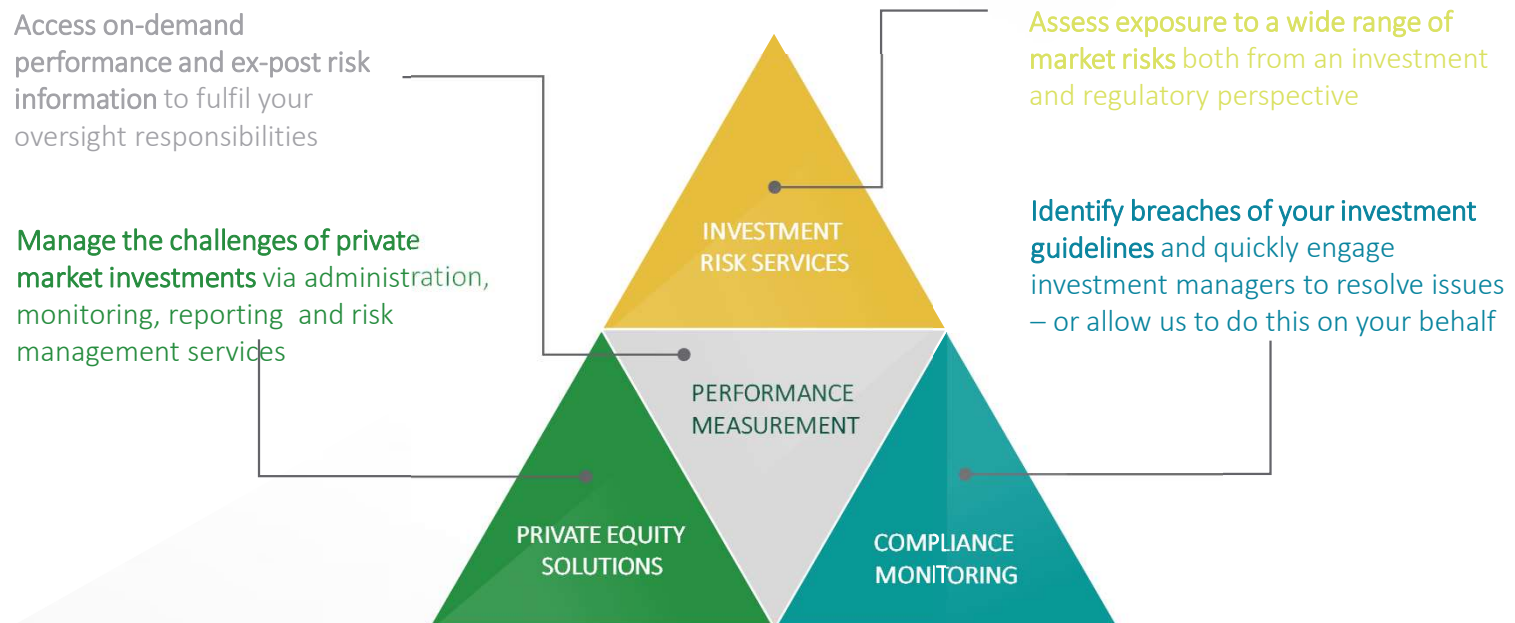 Access on-demand
performance and ex-post risk
information to fulfil your
oversight responsibilities
Assess exposure to a wide range of
market risks both from an investment
and regulatory perspective
Manage the challenges of private
market investments via administration,
monitoring, reporting and risk
management services
Identify breaches of your investment
guidelines and quickly engage
investment managers to resolve issues
– or allow us to do this on your behalf
INVESTMENT
RISK SERVICES
PERFORMANCE
MEASUREMENT
PRIVATE EQUITY
SOLUTIONS
COMPLIANCE
MONITORING